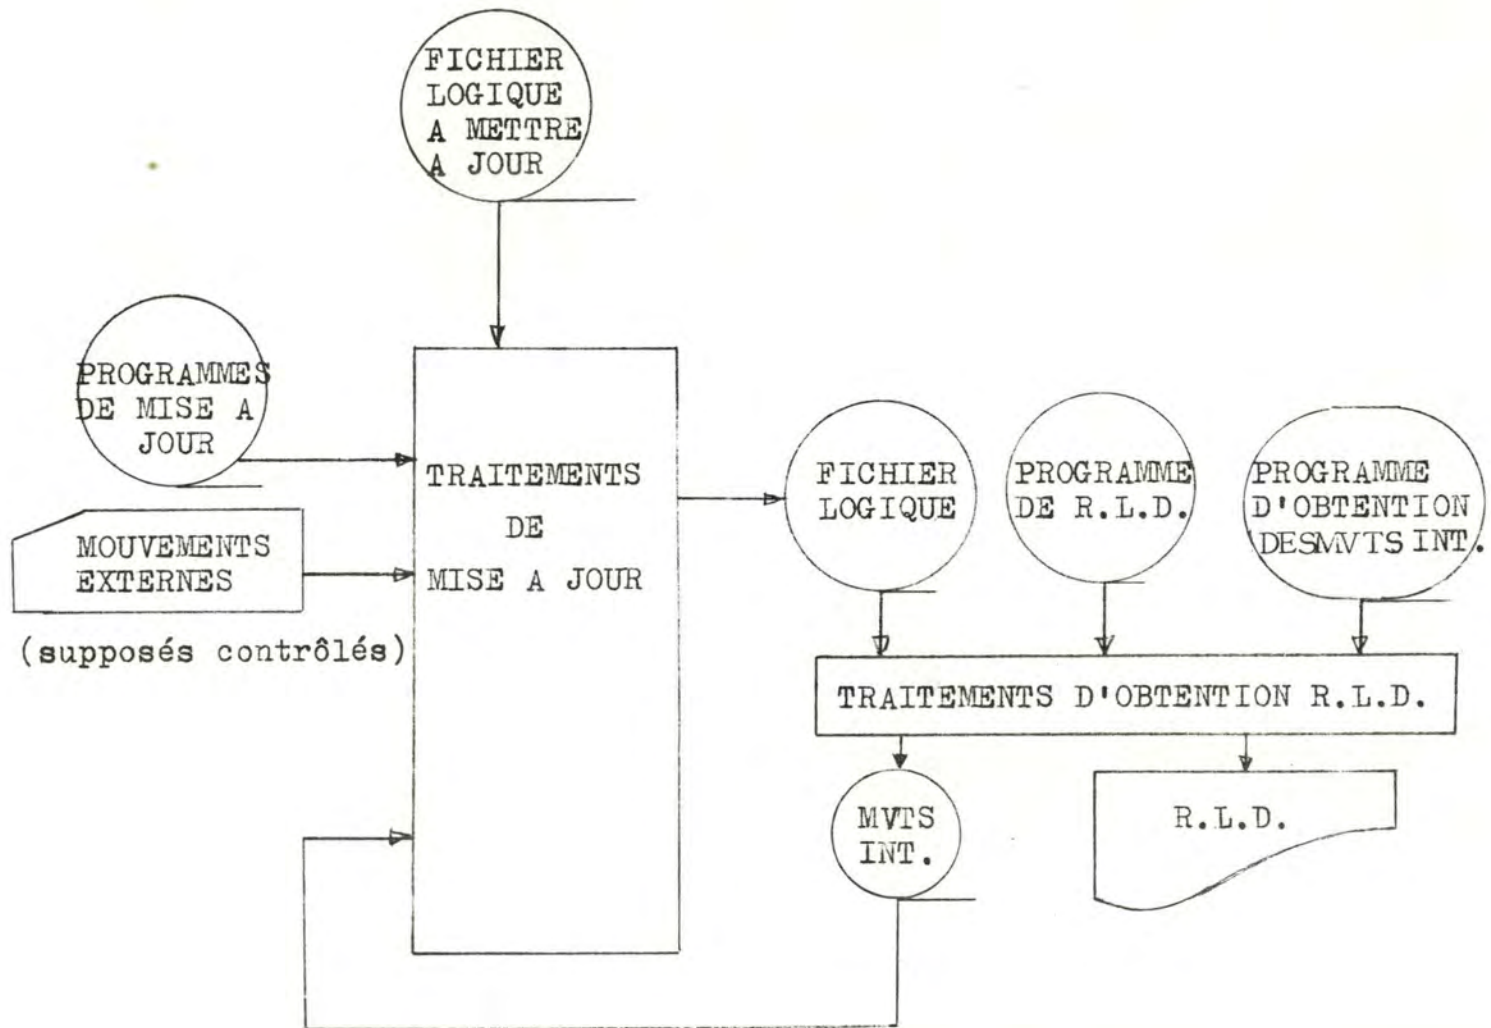 FICHIER
LOGIQUE
A METTRE
A JOUR
PROGRAMMES
DE MISE A
JOUR
MOUVEMENTS
EXTERNES
(supposés contrôlés)
TRAITEMENTS
DE
MISE A JOUR
FICHIER
LOGIQUE
PROGRAMME
DE R.L.D.
PROGRAMME
D'OBTENTION
DESMVTS INT.
TRAITEMENTS D'OBTENTION R.L.D.
MVTS
INT.
R.L.D.